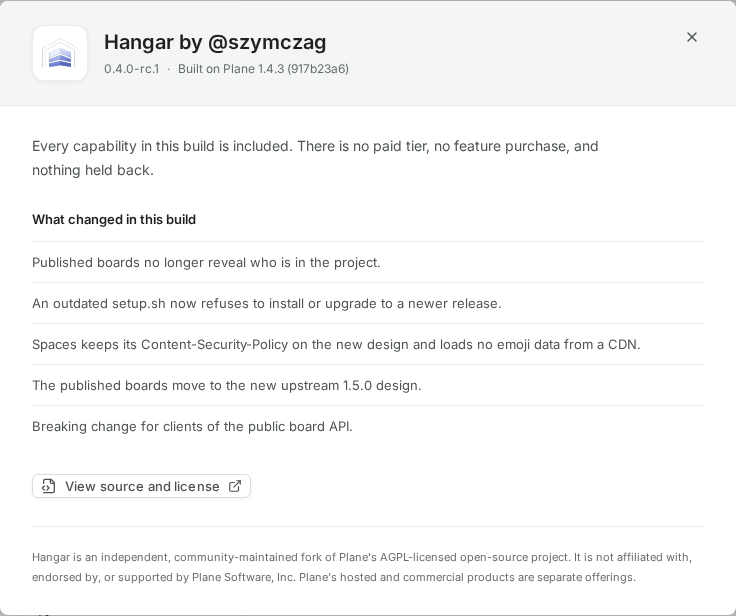 Hangar by @szymczag
0.4.0-rc.1 · Built on Plane 1.4.3 (917b23a6)
Every capability in this build is included. There is no paid tier, no feature purchase, and
nothing held back.
What changed in this build
Published boards no longer reveal who is in the project.
An outdated setup.sh now refuses to install or upgrade to a newer release.
Spaces keeps its Content-Security-Policy on the new design and loads no emoji data from a CDN.
The published boards move to the new upstream 1.5.0 design.
Breaking change for clients of the public board API.
View source and license
Hangar is an independent, community-maintained fork of Plane's AGPL-licensed open-source project. It is not affiliated with,
endorsed by, or supported by Plane Software, Inc. Plane's hosted and commercial products are separate offerings.